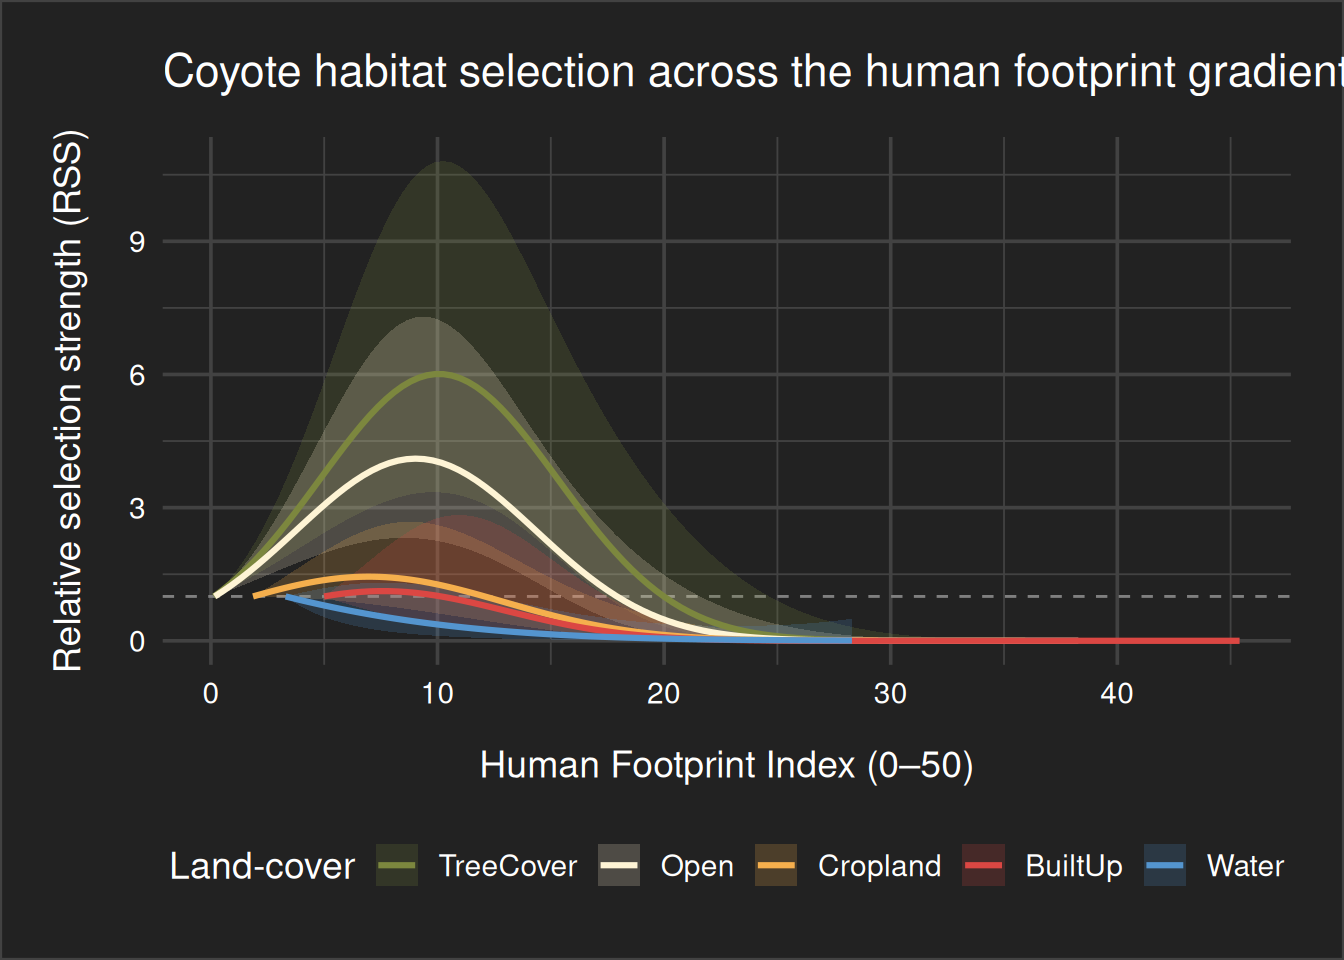 Coyote habitat selection across the human footprint gradient
Relative selection strength (RSS)
9
6
3
0
0 10 20 30 40
Human Footprint Index (0–50)
Land-cover TreeCover Open Cropland BuiltUp Water